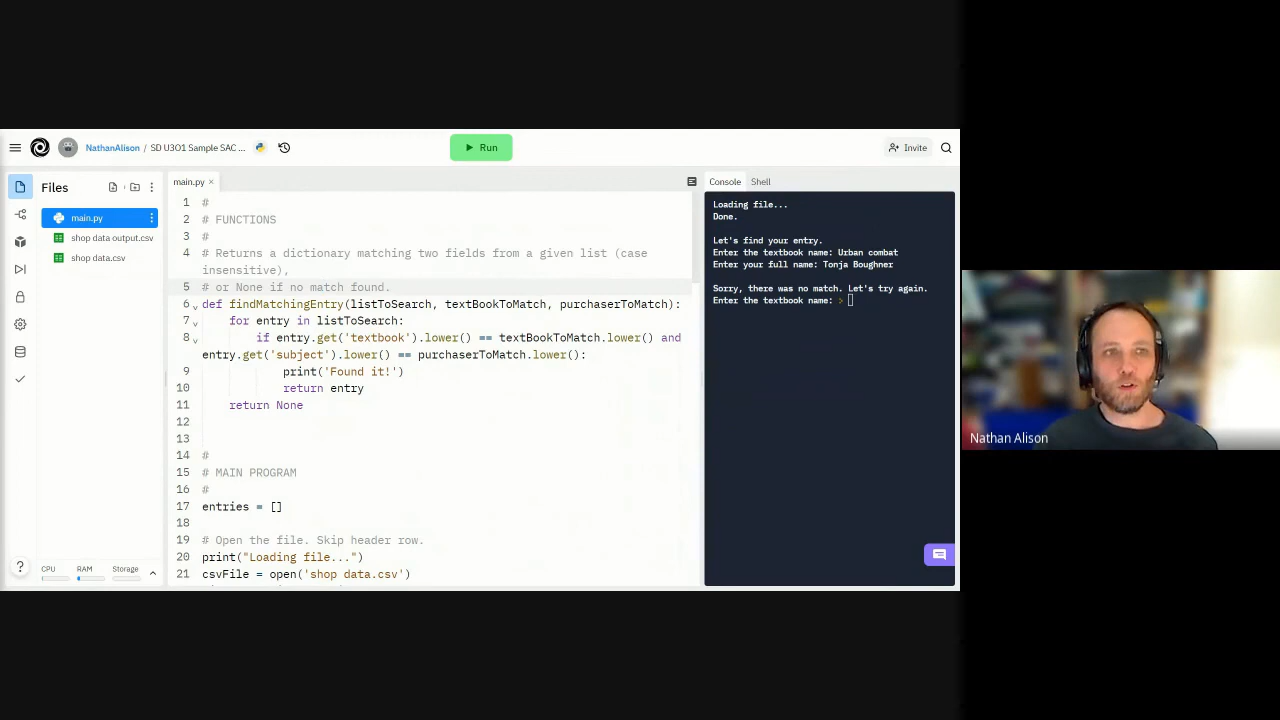 NathanAlison / SD U3O1 Sample SAC ...
Run
Invite
Files
main.py
shop data output.csv
shop data.csv
CPU RAM Storage
main.py
1 #
2 # FUNCTIONS
3 #
4 # Returns a dictionary matching two fields from a given list (case
insensitive),
5 # or None if no match found.
6 def findMatchingEntry(listToSearch, textBookToMatch, purchaserToMatch):
7 for entry in listToSearch:
8 if entry.get('textbook').lower() == textBookToMatch.lower() and
entry.get('subject').lower() == purchaserToMatch.lower():
9 print('Found it!')
10 return entry
11 return None
12
13
14 #
15 # MAIN PROGRAM
16 #
17 entries = []
18
19 # Open the file. Skip header row.
20 print("Loading file...")
21 csvFile = open('shop data.csv')
Console Shell
Loading file...
Done.
Let's find your entry.
Enter the textbook name: Urban combat
Enter your full name: Tonja Boughner
Sorry, there was no match. Let's try again.
Enter the textbook name: >
Nathan Alison